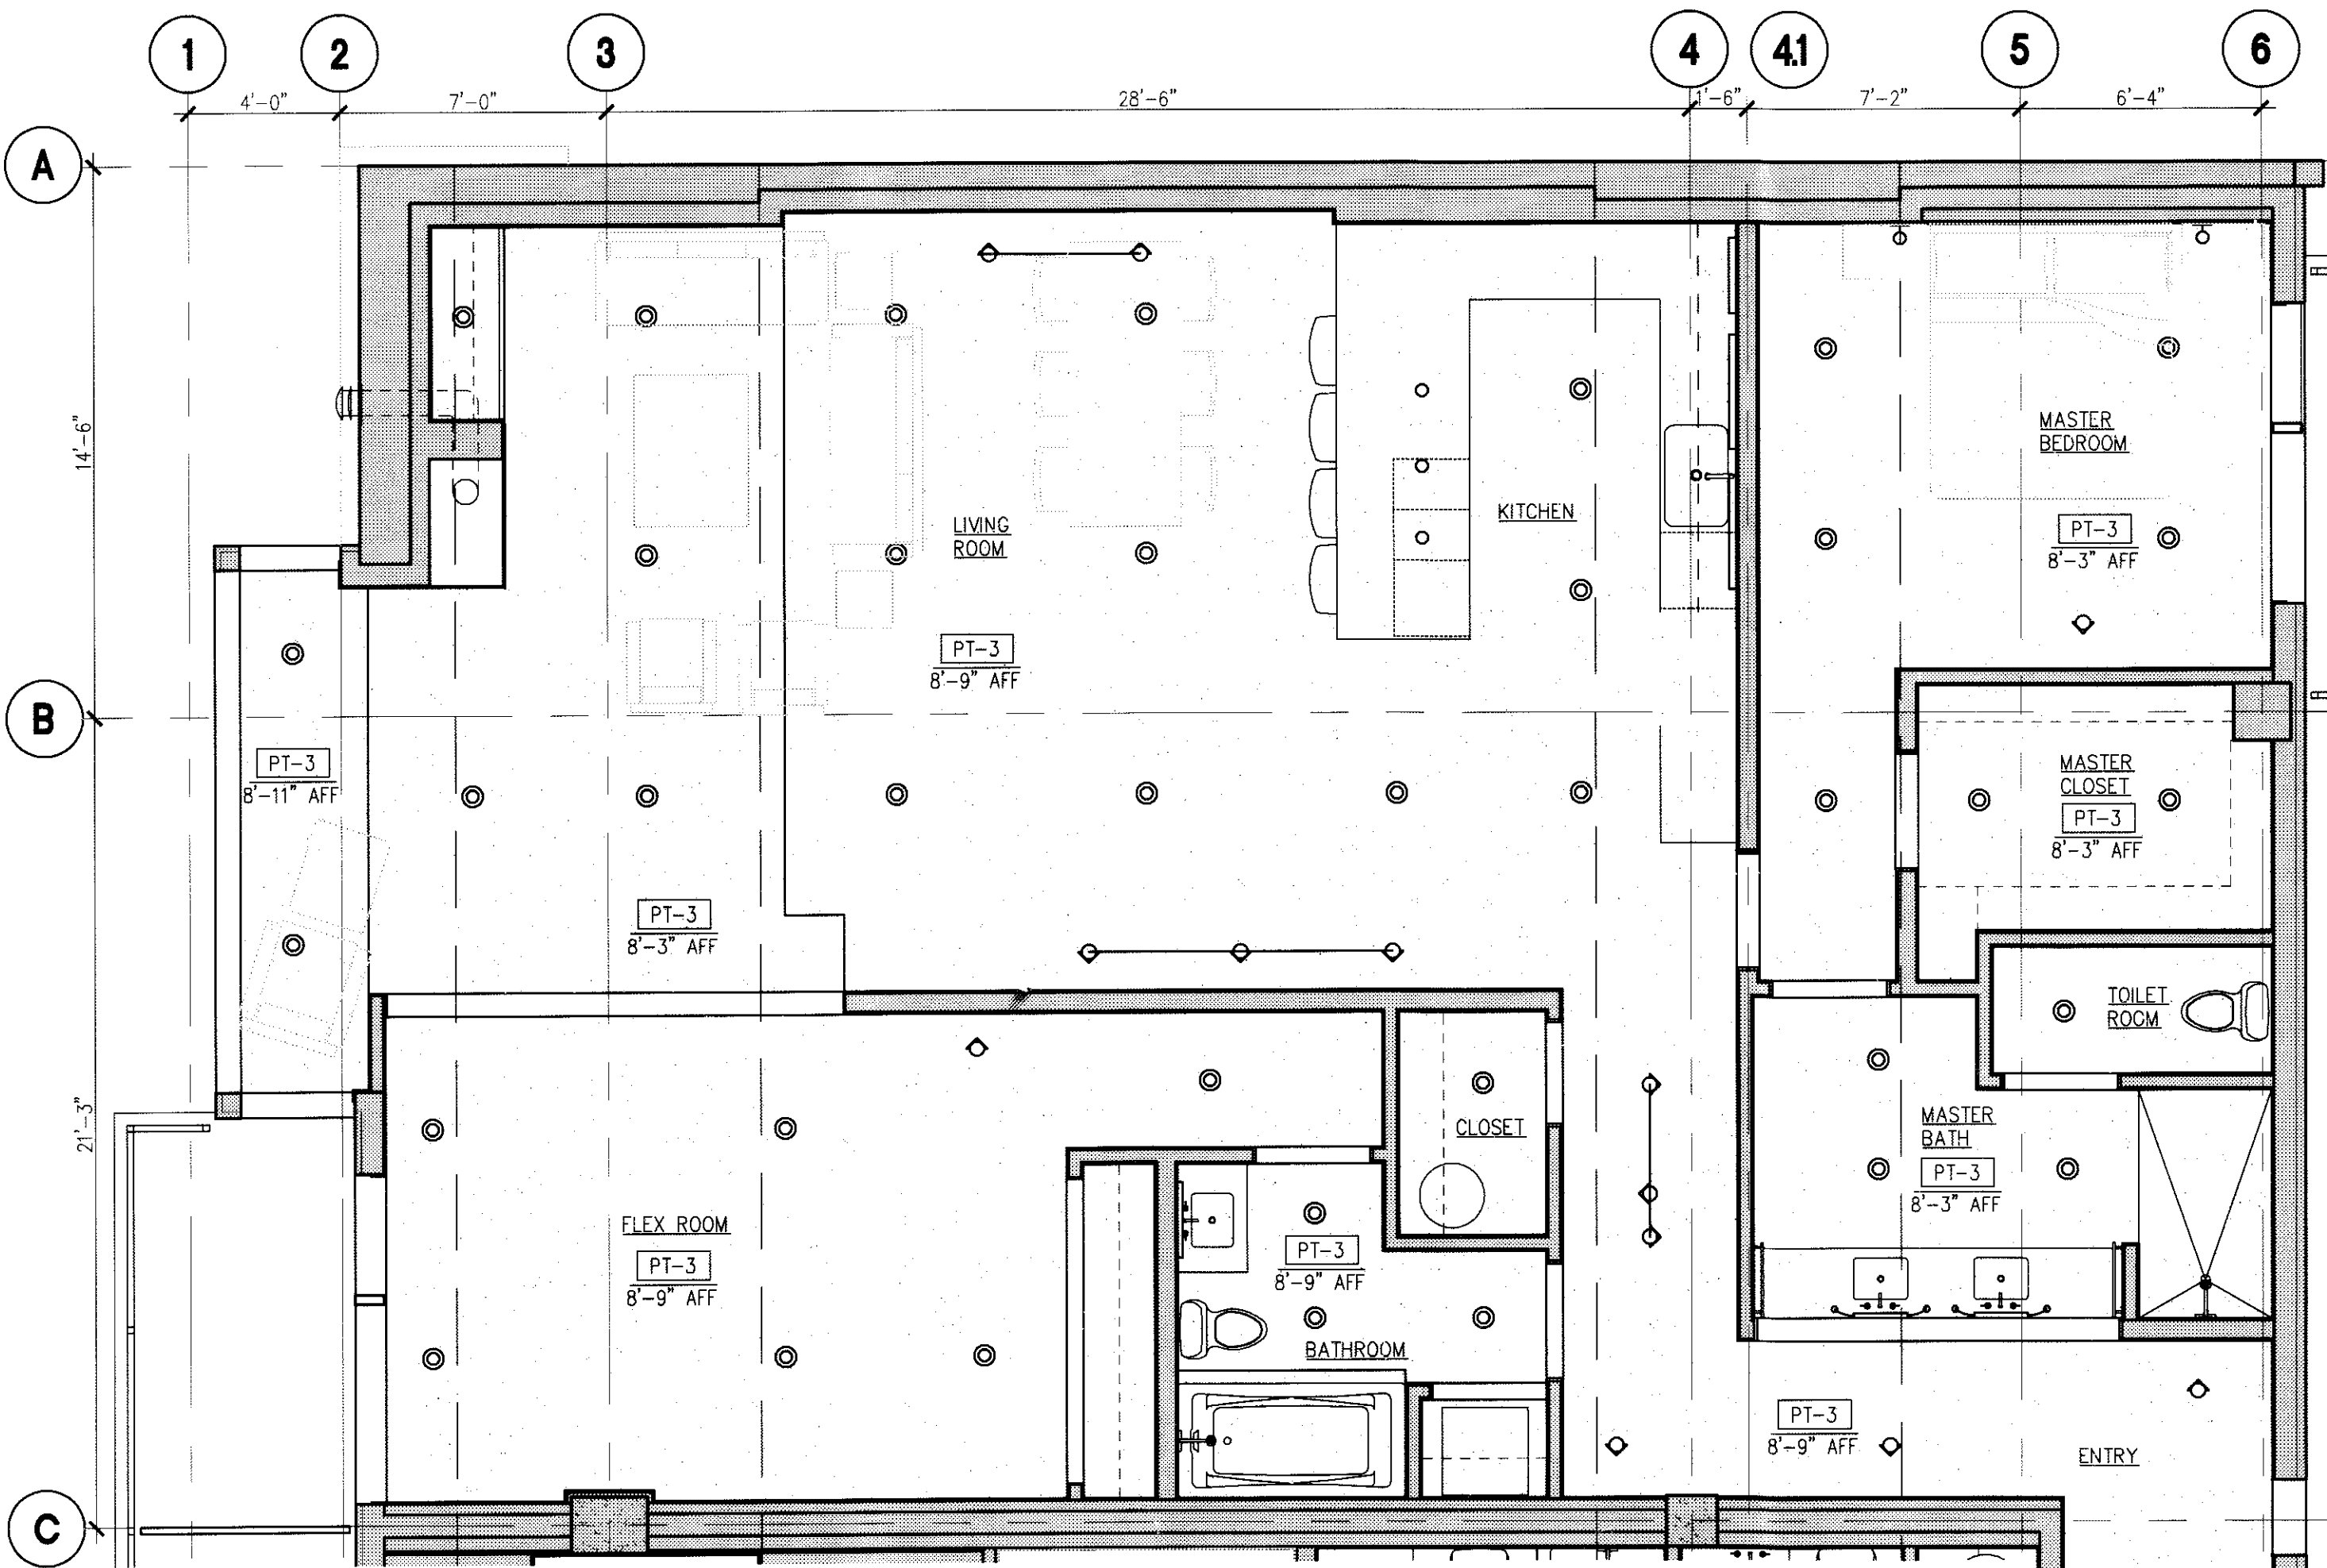 1
2
3
4
4.1
5
6
4'-0"
7'-0"
28'-6"
1'-6"
7'-2"
6'-4"
A
14'-6"
MASTER
BEDROOM
PT-3
8'-3" AFF
LIVING
ROOM
KITCHEN
PT-3
8'-9" AFF
B
PT-3
8'-11" AFF
MASTER
CLOSET
PT-3
8'-3" AFF
PT-3
8'-3" AFF
TOILET
ROOM
21'-3"
CLOSET
MASTER
BATH
PT-3
8'-3" AFF
FLEX ROOM
PT-3
8'-9" AFF
PT-3
8'-9" AFF
BATHROOM
PT-3
8'-9" AFF
ENTRY
C